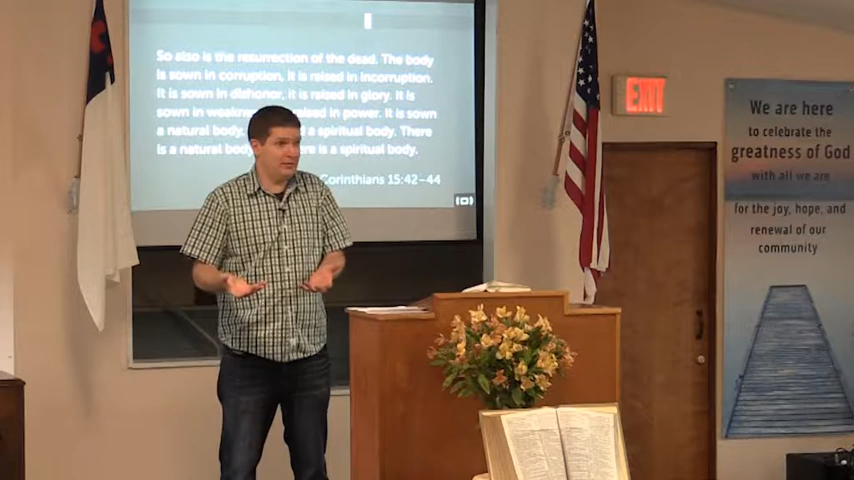 So also is the resurrection of the dead. The body
is sown in corruption, it is raised in incorruption.
It is sown in dishonor, it is raised in glory. It is
sown in weakness raised in power. It is sown
a natural body, a spiritual body. There
is a natural body, ere is a spiritual body.
Corinthians 15:42-44
EXIT
We Are HERE
to celebrate the
greatness of God
with all we are
for the joy, hope, and
renewal of our
community